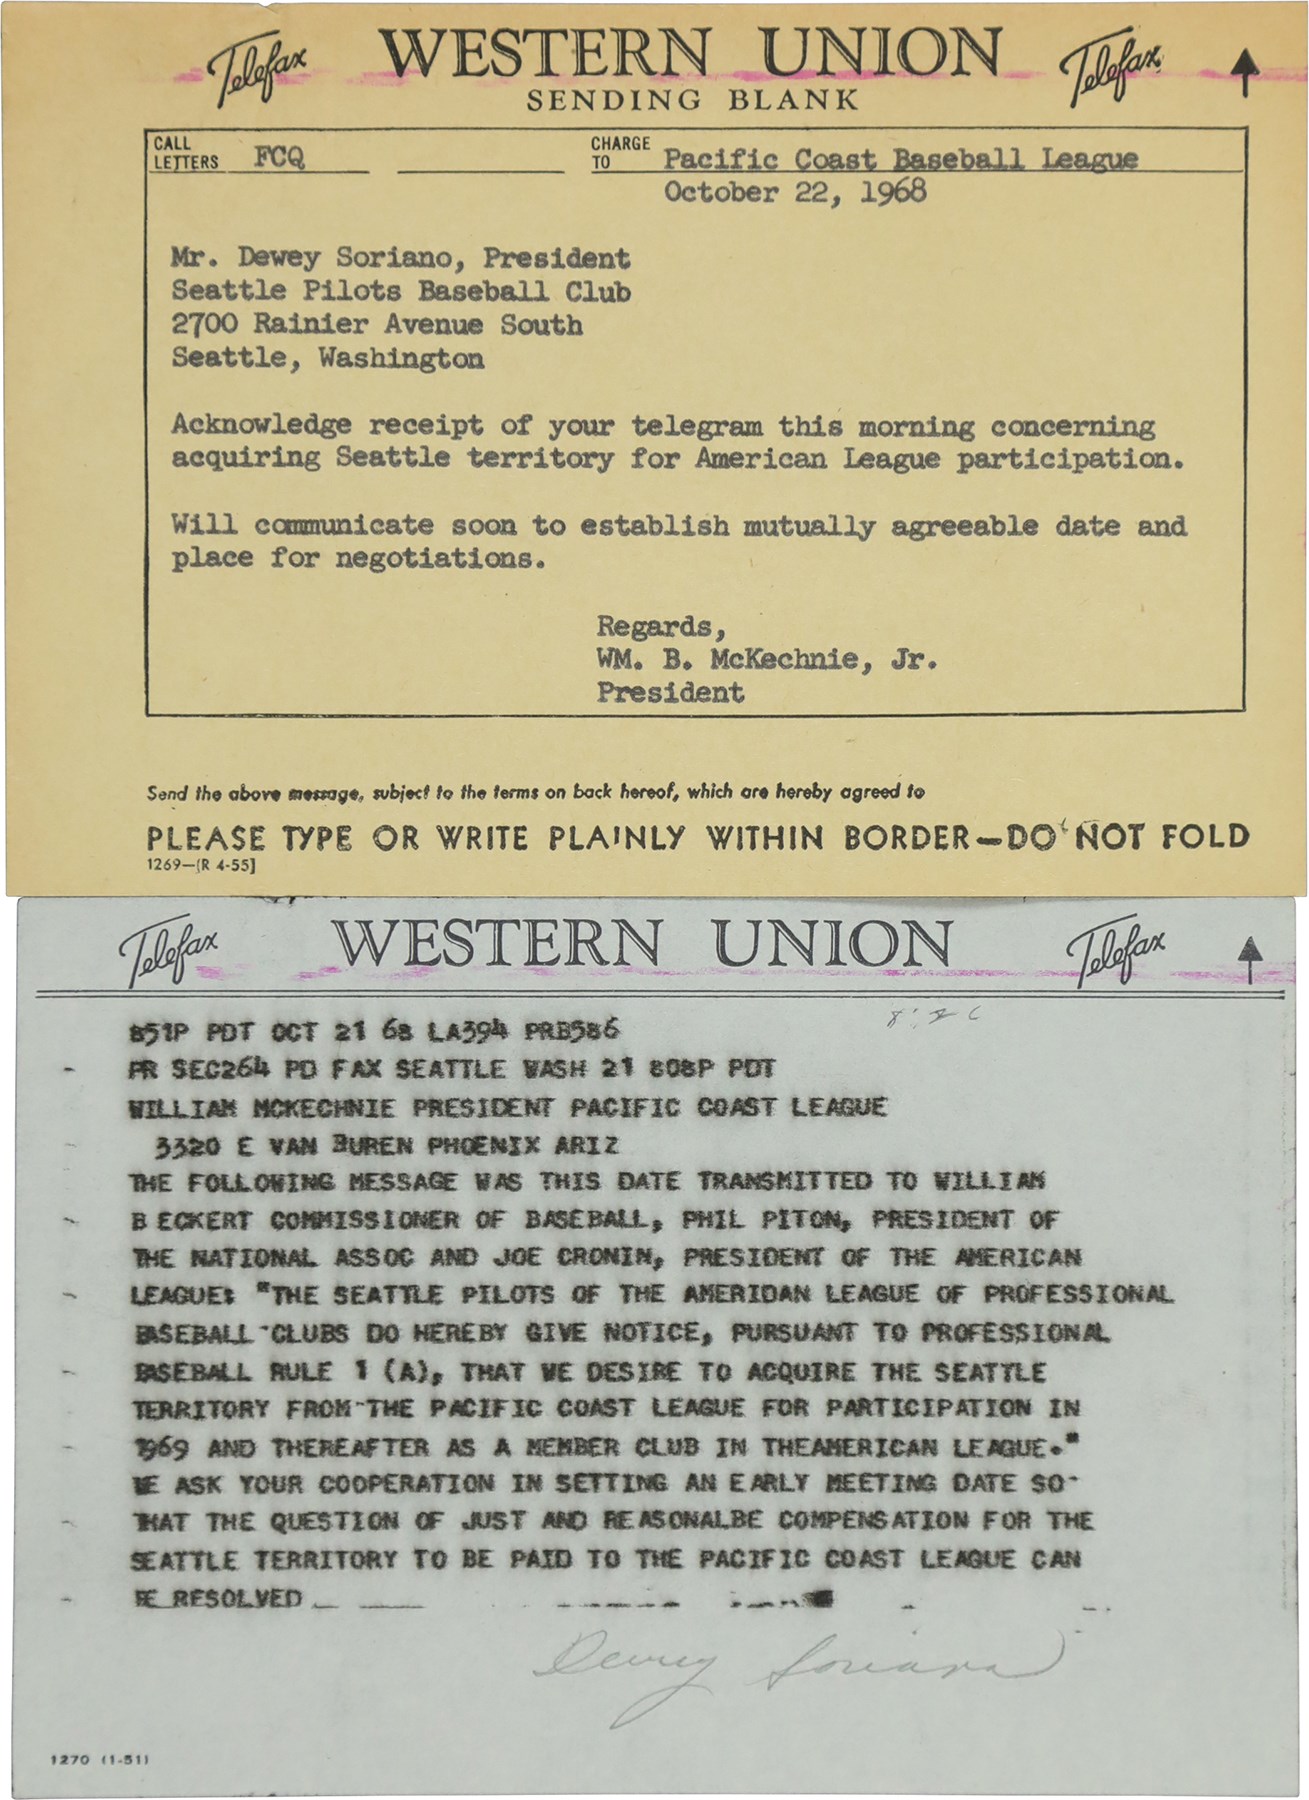 Telefax WESTERN UNION Telefax
SENDING BLANK
CALL LETTERS FCQ CHARGE TO Pacific Coast Baseball League
October 22, 1968
Mr. Dewey Soriano, President
Seattle Pilots Baseball Club
2700 Rainier Avenue South
Seattle, Washington
Acknowledge receipt of your telegram this morning concerning
acquiring Seattle territory for American League participation.
Will communicate soon to establish mutually agreeable date and
place for negotiations.
Regards,
WM. B. McKechnie, Jr.
President
Send the above message, subject to the terms on back hereof, which are hereby agreed to
PLEASE TYPE OR WRITE PLAINLY WITHIN BORDER—DO NOT FOLD
1269—(R 4-55)
Telefax WESTERN UNION Telefax
851P PDT OCT 21 68 LA394 PRB586
PR SEC264 PD FAX SEATTLE WASH 21 808P PDT
WILLIAM MCKECHNIE PRESIDENT PACIFIC COAST LEAGUE
3320 E VAN BUREN PHOENIX ARIZ
THE FOLLOWING MESSAGE WAS THIS DATE TRANSMITTED TO WILLIAM
B ECKERT COMMISSIONER OF BASEBALL, PHIL PITON, PRESIDENT OF
THE NATIONAL ASSOC AND JOE CRONIN, PRESIDENT OF THE AMERICAN
LEAGUE: "THE SEATTLE PILOTS OF THE AMERIDAN LEAGUE OF PROFESSIONAL
BASEBALL CLUBS DO HEREBY GIVE NOTICE, PURSUANT TO PROFESSIONAL
BASEBALL RULE 1 (A), THAT WE DESIRE TO ACQUIRE THE SEATTLE
TERRITORY FROM THE PACIFIC COAST LEAGUE FOR PARTICIPATION IN
1969 AND THEREAFTER AS A MEMBER CLUB IN THEAMERICAN LEAGUE."
WE ASK YOUR COOPERATION IN SETTING AN EARLY MEETING DATE SO
THAT THE QUESTION OF JUST AND REASONALBE COMPENSATION FOR THE
SEATTLE TERRITORY TO BE PAID TO THE PACIFIC COAST LEAGUE CAN
BE RESOLVED
Dewey Soriano
1270 (1-51)